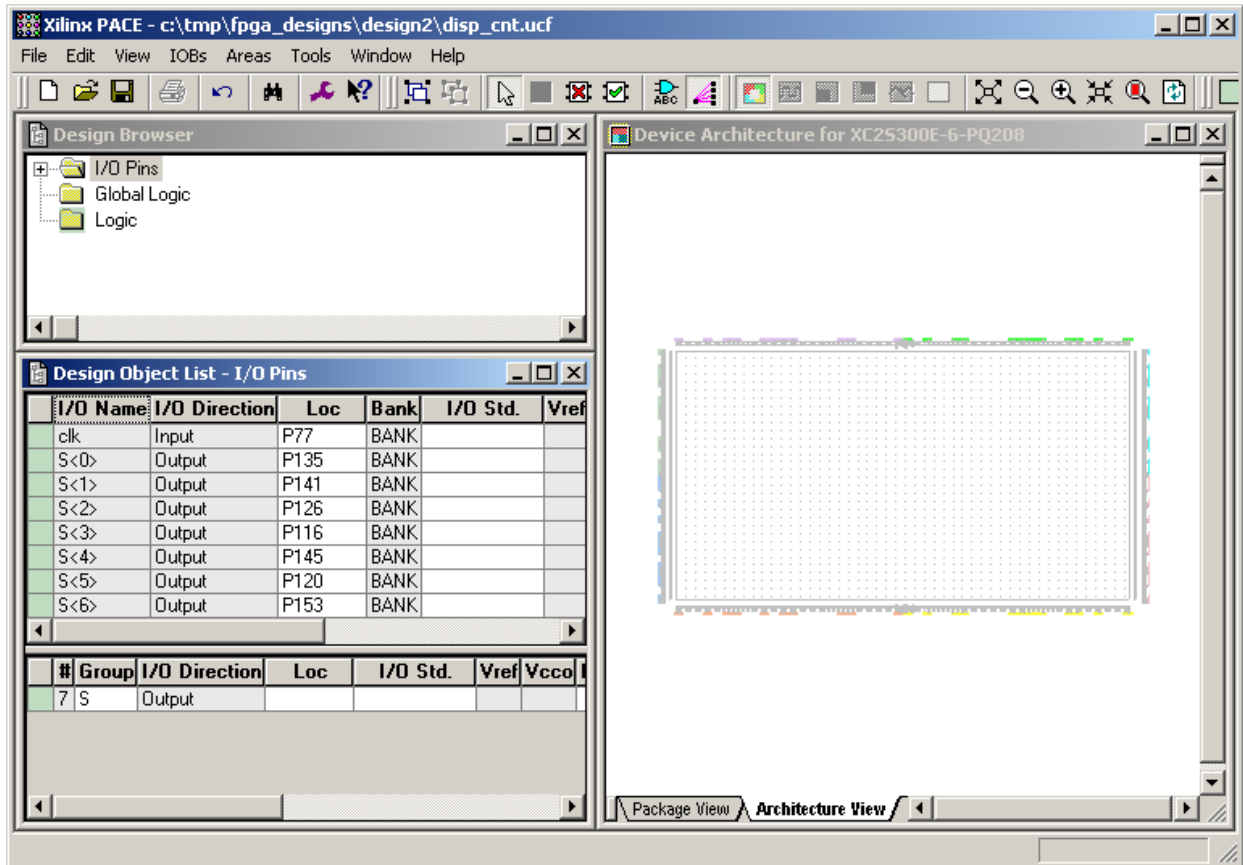 Xilinx PACE - c:\tmp\fpga_designs\design2\disp_cnt.ucf
File Edit View IOBs Areas Tools Window Help
ABC
Design Browser
I/O Pins
Global Logic
Logic
Design Object List - I/O Pins
I/O Name I/O Direction Loc Bank I/O Std. Vref
clk Input P77 BANK
S<0> Output P135 BANK
S<1> Output P141 BANK
S<2> Output P126 BANK
S<3> Output P116 BANK
S<4> Output P145 BANK
S<5> Output P120 BANK
S<6> Output P153 BANK
# Group I/O Direction Loc I/O Std. Vref Vcco
7 S Output
Device Architecture for XC2S300E-6-PQ208
Package View Architecture View